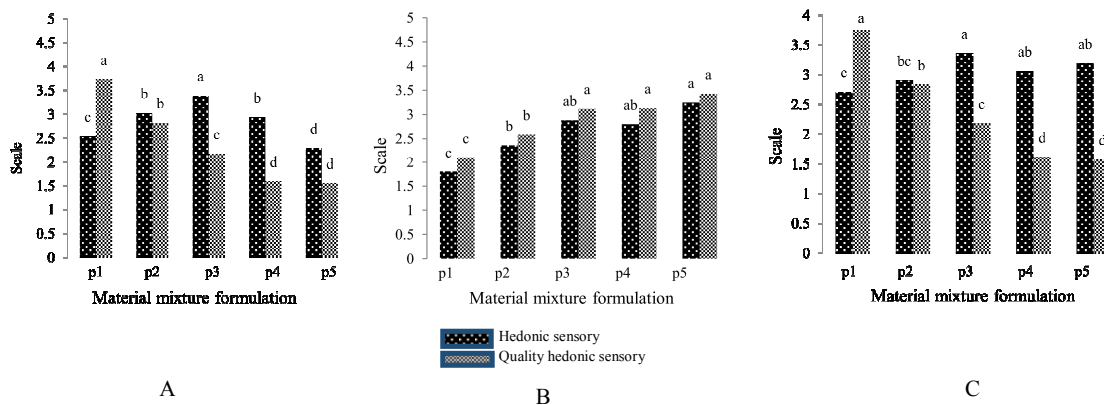 5
4.5
4
3.5
3
2.5
2
1.5
1
0.5
0
Scale
c a b b a c b d d d
p1 p2 p3 p4 p5
Material mixture formulation
A
5
4.5
4
3.5
3
2.5
2
1.5
1
0.5
0
Scale
c c b b ab a ab a a a
p1 p2 p3 p4 p5
Material mixture formulation
Hedonic sensory
Quality hedonic sensory
B
4
3.5
3
2.5
2
1.5
1
0.5
0
Scale
c a bc b a c ab d ab d
p1 p2 p3 p4 p5
Material mixture formulation
C